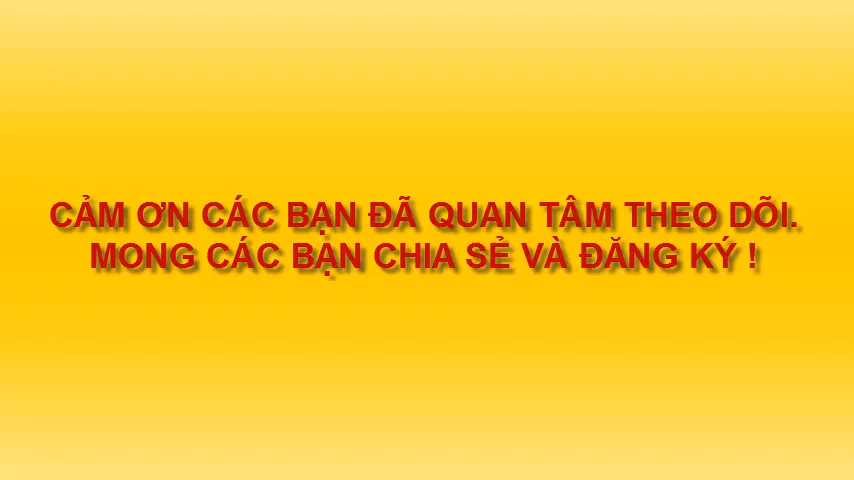 CẢM ƠN CÁC BẠN ĐÃ QUAN TÂM THEO DÕI.
MONG CÁC BẠN CHIA SẺ VÀ ĐĂNG KÝ !